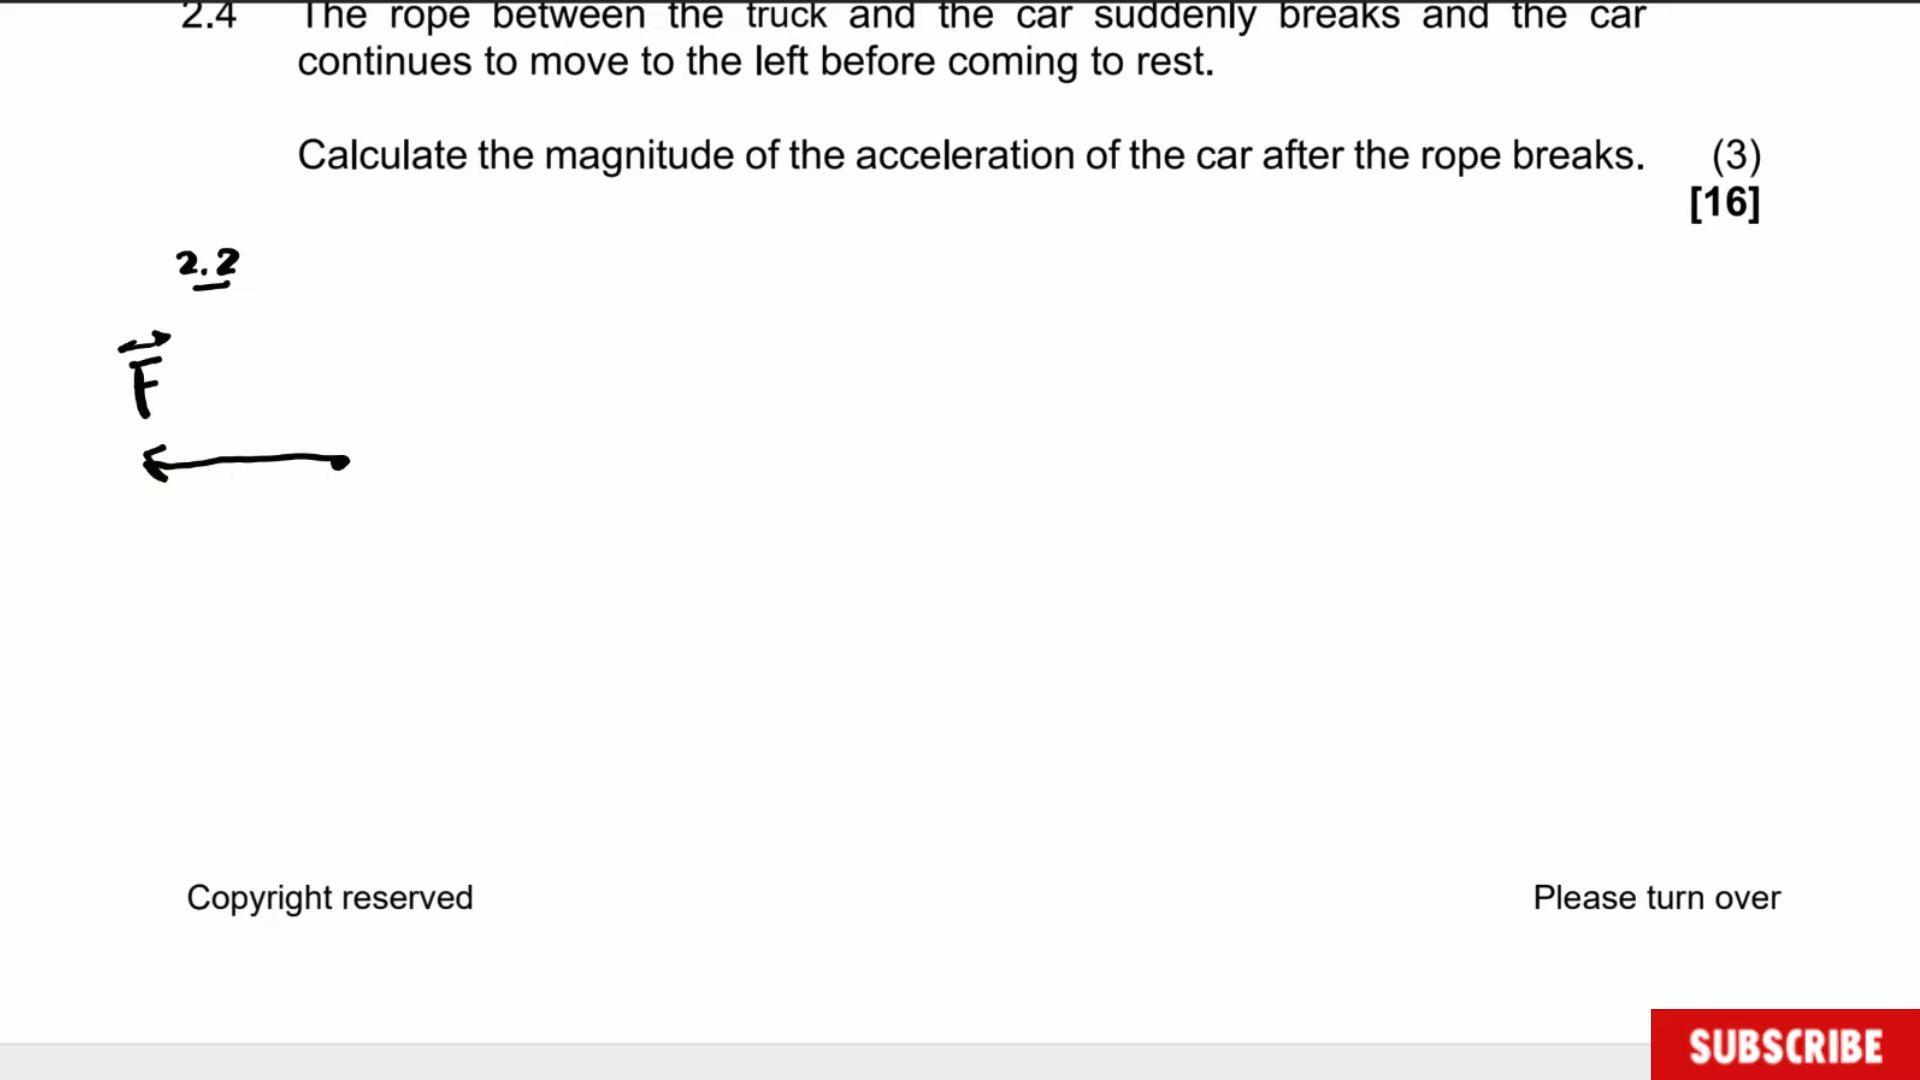 2.4 The rope between the truck and the car suddenly breaks and the car
continues to move to the left before coming to rest.
Calculate the magnitude of the acceleration of the car after the rope breaks. (3)
[16]
2.2
F
Copyright reserved Please turn over
SUBSCRIBE